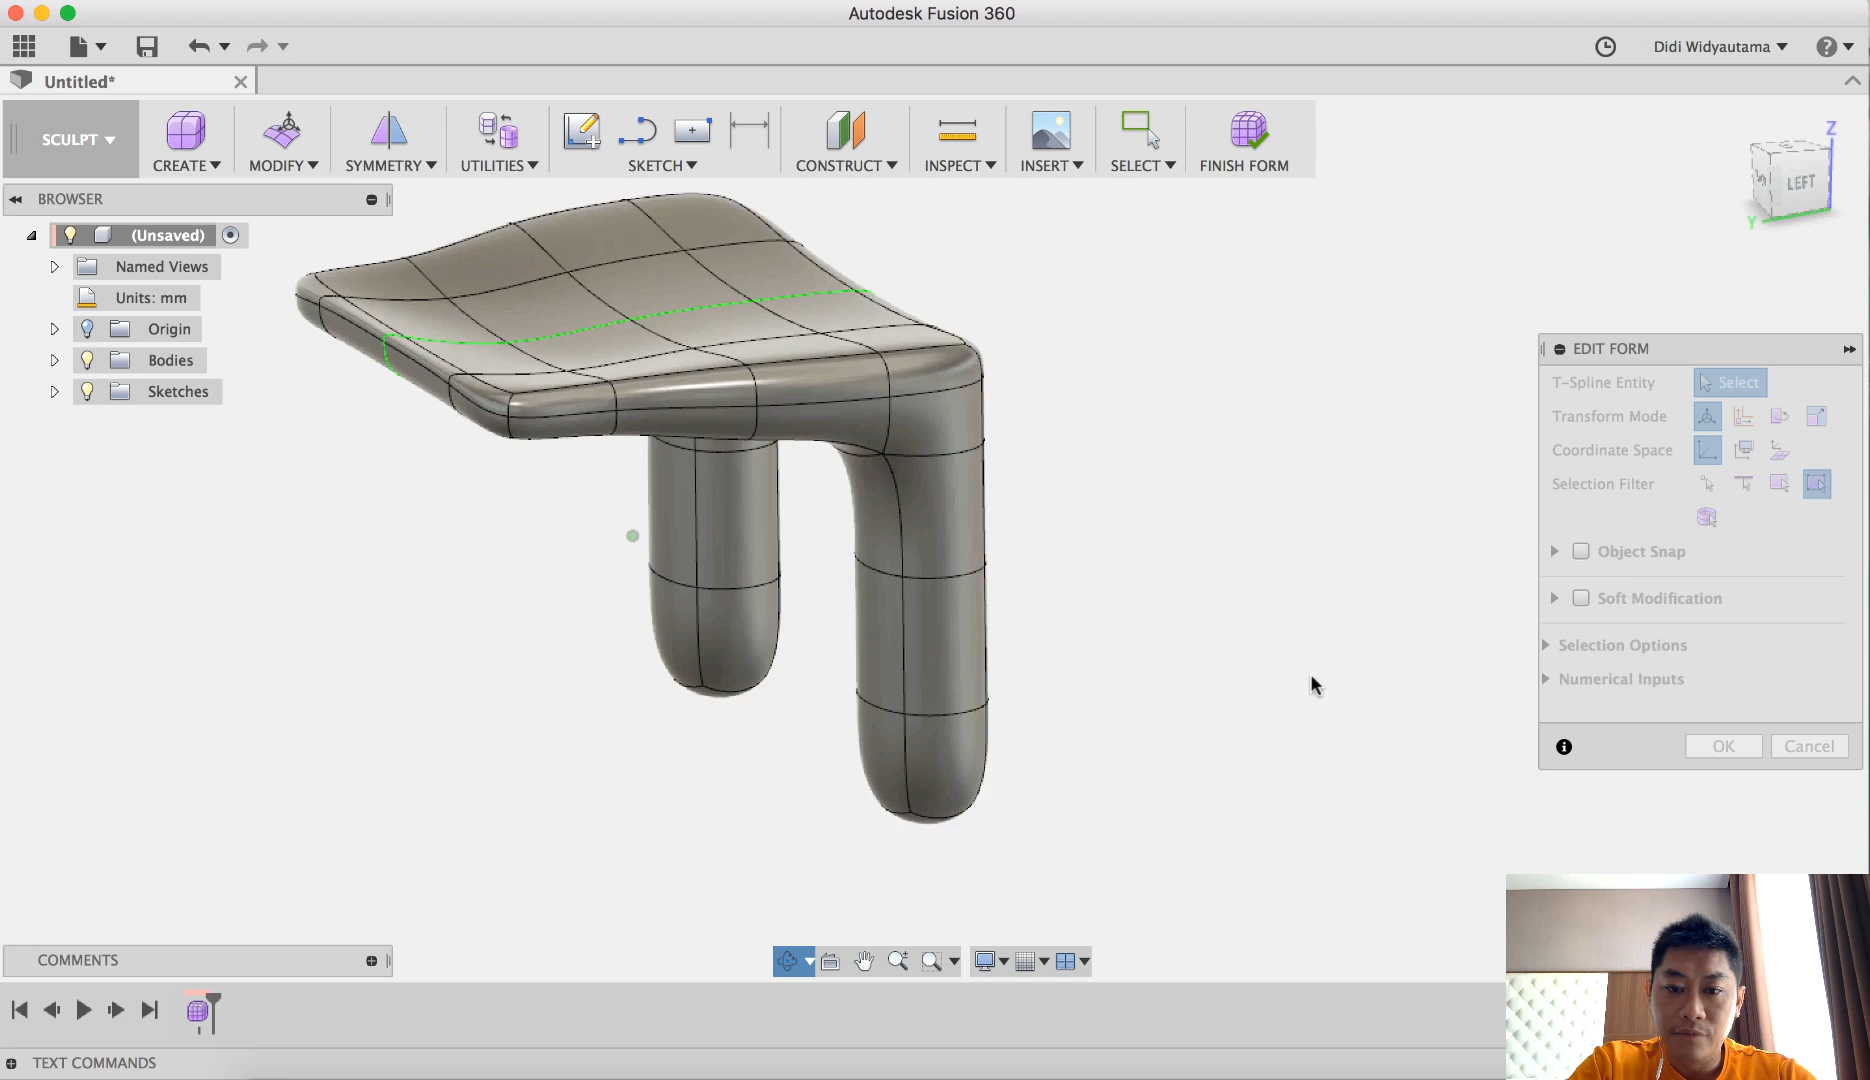 Autodesk Fusion 360
Didi Widyautama
?
Untitled*
SCULPT
CREATE
MODIFY
SYMMETRY
UTILITIES
SKETCH
CONSTRUCT
INSPECT
INSERT
SELECT
FINISH FORM
Z
LEFT
Y
BROWSER
(Unsaved)
Named Views
Units: mm
Origin
Bodies
Sketches
EDIT FORM
T-Spline Entity
Select
Transform Mode
Coordinate Space
Selection Filter
Object Snap
Soft Modification
Selection Options
Numerical Inputs
OK
Cancel
COMMENTS
TEXT COMMANDS